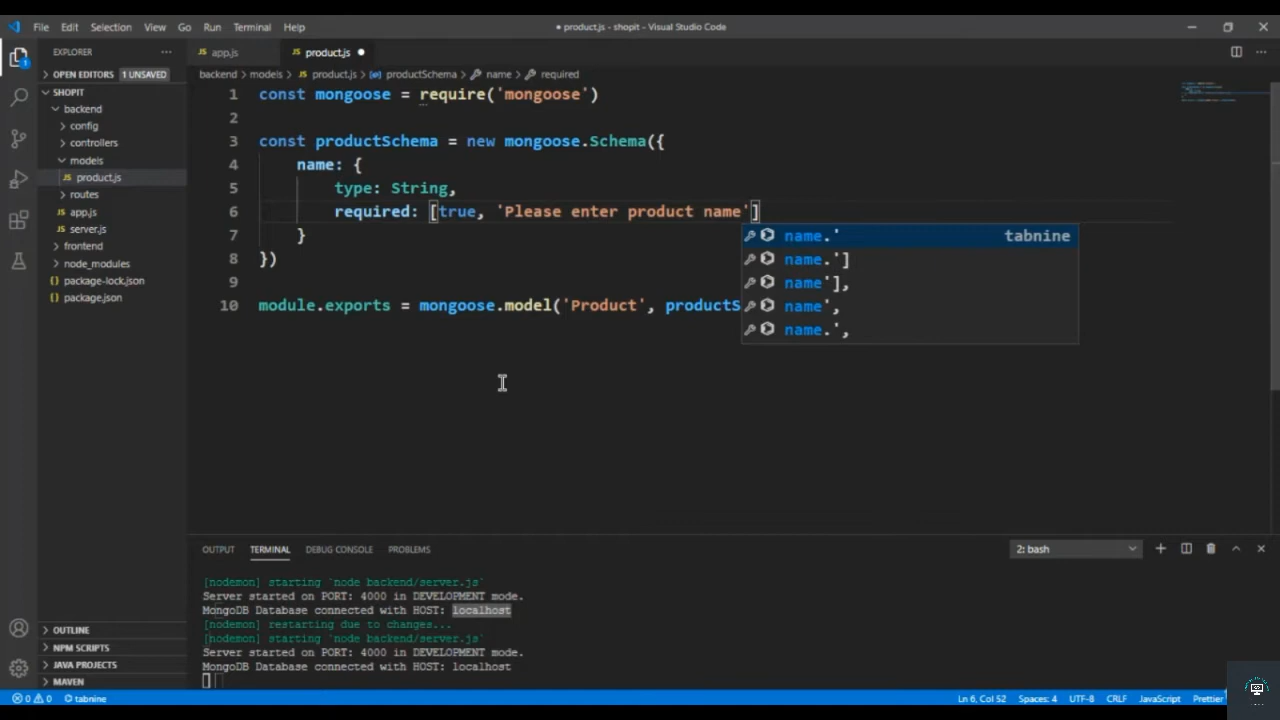 File Edit Selection View Go Run Terminal Help
● product.js - shopit - Visual Studio Code
EXPLORER
OPEN EDITORS 1 UNSAVED
SHOPIT
backend
config
controllers
models
JS product.js
routes
JS app.js
JS server.js
frontend
node_modules
{} package-lock.json
{} package.json
OUTLINE
NPM SCRIPTS
JAVA PROJECTS
MAVEN
JS app.js
JS product.js ●
backend > models > JS product.js > productSchema > name > required
1 const mongoose = require('mongoose')
2
3 const productSchema = new mongoose.Schema({
4 name: {
5 type: String,
6 required: [true, 'Please enter product name']
7 }
8 })
9
10 module.exports = mongoose.model('Product', productS
name.' tabnine
name.']
name'],
name',
name.',
OUTPUT TERMINAL DEBUG CONSOLE PROBLEMS
2: bash
[nodemon] starting `node backend/server.js`
Server started on PORT: 4000 in DEVELOPMENT mode.
MongoDB Database connected with HOST: localhost
[nodemon] restarting due to changes...
[nodemon] starting `node backend/server.js`
Server started on PORT: 4000 in DEVELOPMENT mode.
MongoDB Database connected with HOST: localhost
0 0 tabnine
Ln 6, Col 52 Spaces: 4 UTF-8 CRLF JavaScript Prettier